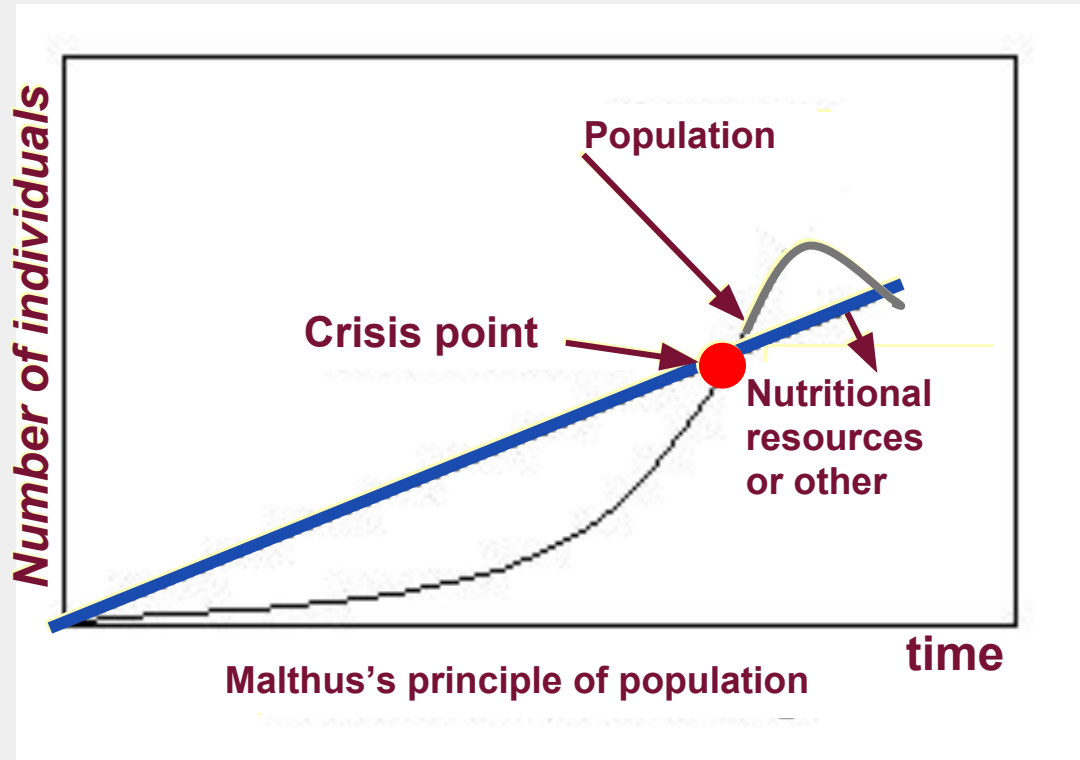 Number of individuals
Population
Crisis point
Nutritional
resources
or other
time
Malthus’s principle of population